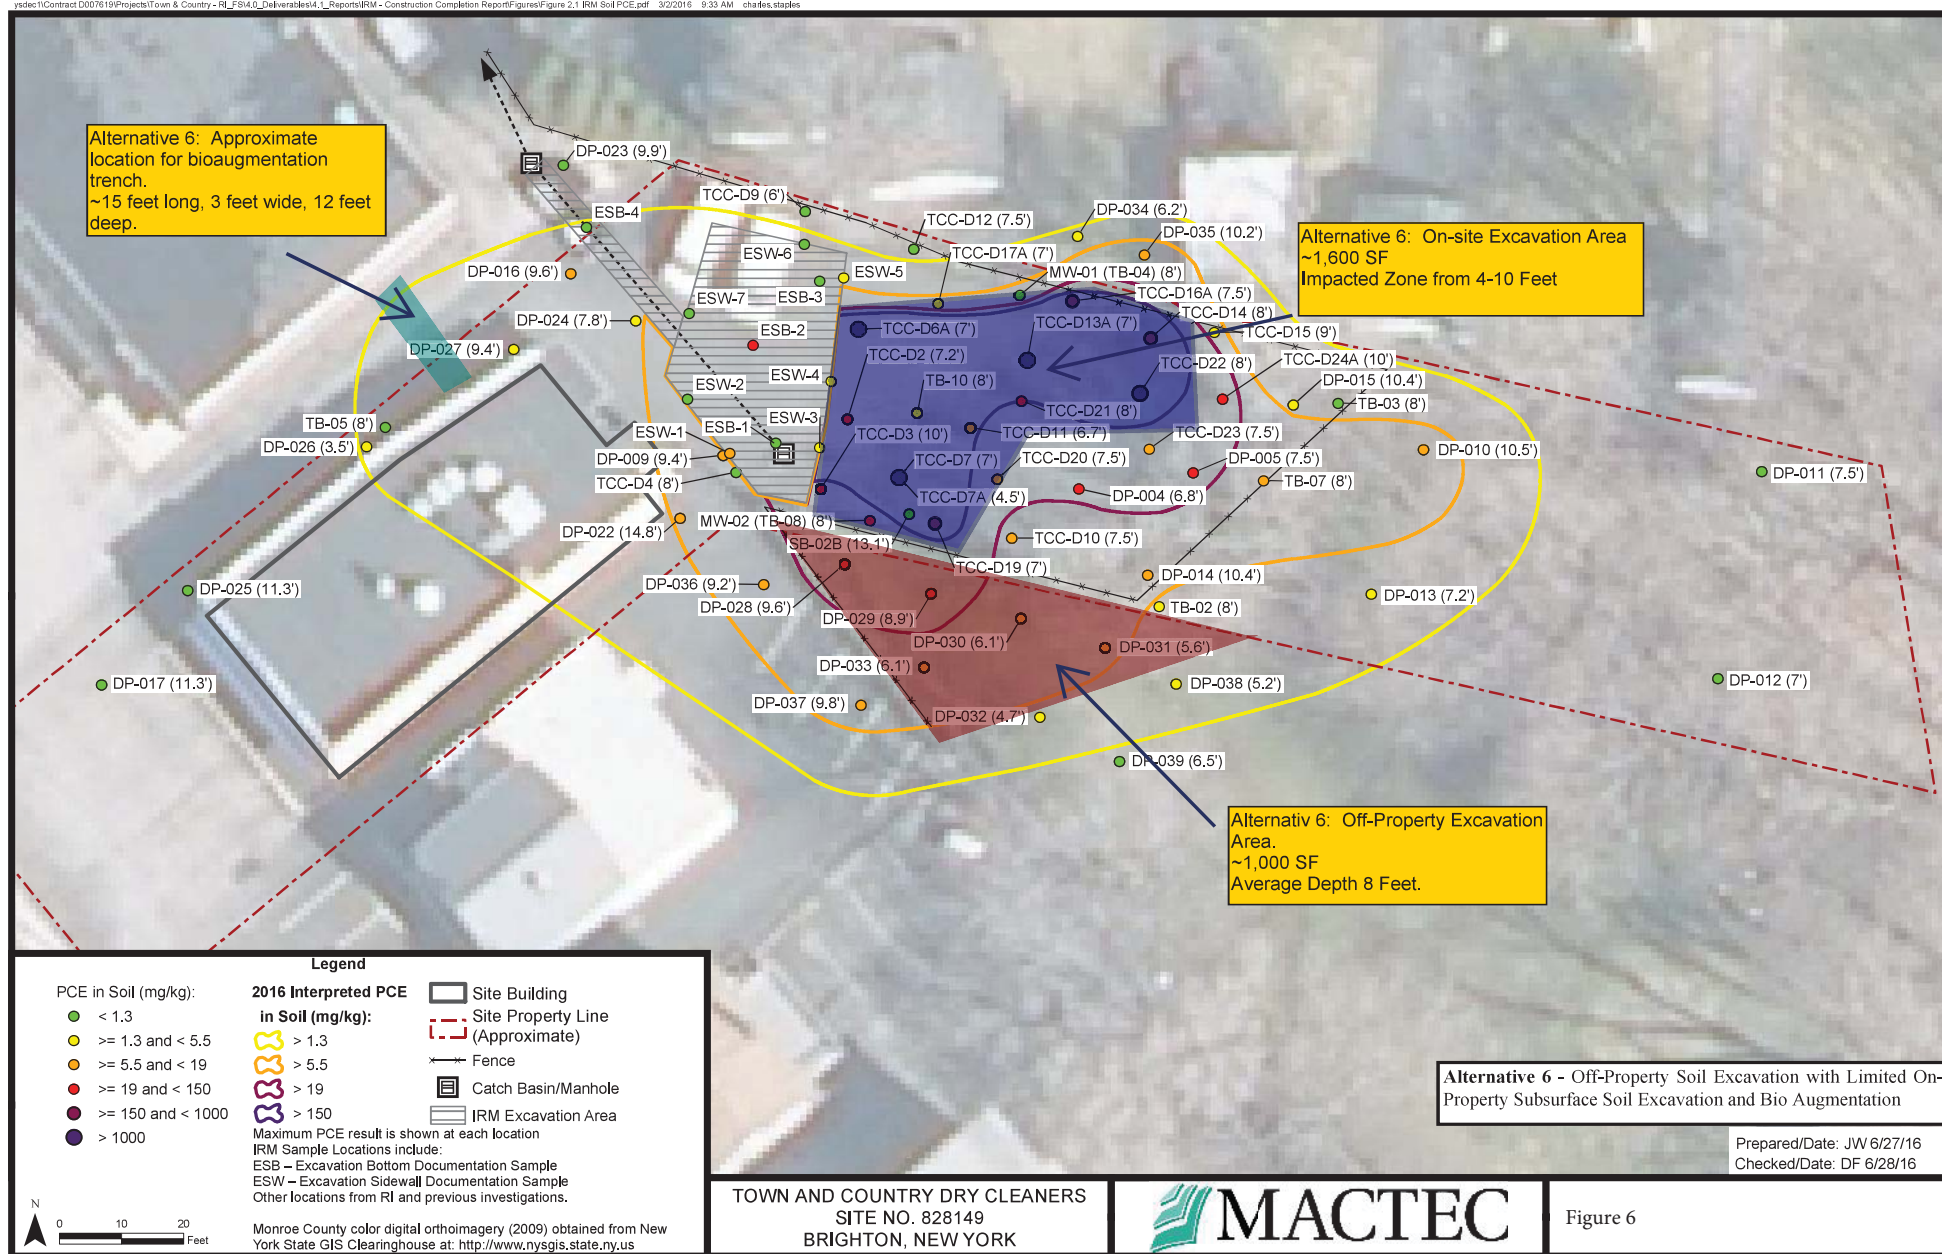 ysdec1\Contract D007619\Projects\Town & Country - RI_FS\4.0_Deliverables\4.1_Reports\IRM - Construction Completion Report\Figures\Figure 2.1 IRM Soil PCE.pdf 3/2/2016 9:33 AM charles.staples
Alternative 6: Approximate
location for bioaugmentation
trench.
~15 feet long, 3 feet wide, 12 feet
deep.
DP-023 (9.9')
TCC-D9 (6')
ESB-4
TCC-D12 (7.5')
DP-034 (6.2')
DP-035 (10.2')
Alternative 6: On-site Excavation Area
~1,600 SF
Impacted Zone from 4-10 Feet
ESW-6
TCC-D17A (7')
DP-016 (9.6')
ESW-5
MW-01 (TB-04) (8')
ESW-7
ESB-3
TCC-D16A (7.5')
TCC-D14 (8')
DP-024 (7.8')
ESB-2
TCC-D6A (7')
TCC-D13A (7')
TCC-D15 (9')
DP-027 (9.4')
TCC-D2 (7.2')
TCC-D22 (8')
TCC-D24A (10')
ESW-4
TB-10 (8')
DP-015 (10.4')
ESW-2
TB-03 (8')
TCC-D21 (8')
ESW-3
TB-05 (8')
ESB-1
ESW-1
TCC-D3 (10')
TCC-D11 (6.7')
TCC-D23 (7.5')
DP-026 (3.5')
DP-009 (9.4')
TCC-D7 (7')
TCC-D20 (7.5')
DP-005 (7.5')
DP-010 (10.5')
DP-011 (7.5')
TCC-D4 (8')
TB-07 (8')
TCC-D7A (4.5')
DP-004 (6.8')
MW-02 (TB-08) (8')
DP-022 (14.8')
SB-02B (13.1')
TCC-D10 (7.5')
TCC-D19 (7')
DP-014 (10.4')
DP-036 (9.2')
DP-025 (11.3')
DP-028 (9.6')
DP-013 (7.2')
TB-02 (8')
DP-029 (8.9')
DP-030 (6.1')
DP-031 (5.6')
DP-033 (6.1')
DP-017 (11.3')
DP-038 (5.2')
DP-012 (7')
DP-037 (9.8')
DP-032 (4.7')
DP-039 (6.5')
Alternativ 6: Off-Property Excavation
Area.
~1,000 SF
Average Depth 8 Feet.
Legend
PCE in Soil (mg/kg):
< 1.3
>= 1.3 and < 5.5
>= 5.5 and < 19
>= 19 and < 150
>= 150 and < 1000
> 1000
2016 Interpreted PCE
in Soil (mg/kg):
> 1.3
> 5.5
> 19
> 150
Site Building
Site Property Line
(Approximate)
Fence
Catch Basin/Manhole
IRM Excavation Area
Maximum PCE result is shown at each location
IRM Sample Locations include:
ESB – Excavation Bottom Documentation Sample
ESW – Excavation Sidewall Documentation Sample
Other locations from RI and previous investigations.
Monroe County color digital orthoimagery (2009) obtained from New
York State GIS Clearinghouse at: http://www.nysgis.state.ny.us
N
0 10 20
Feet
Alternative 6 - Off-Property Soil Excavation with Limited On-
Property Subsurface Soil Excavation and Bio Augmentation
Prepared/Date: JW 6/27/16
Checked/Date: DF 6/28/16
TOWN AND COUNTRY DRY CLEANERS
SITE NO. 828149
BRIGHTON, NEW YORK
MACTEC
Figure 6